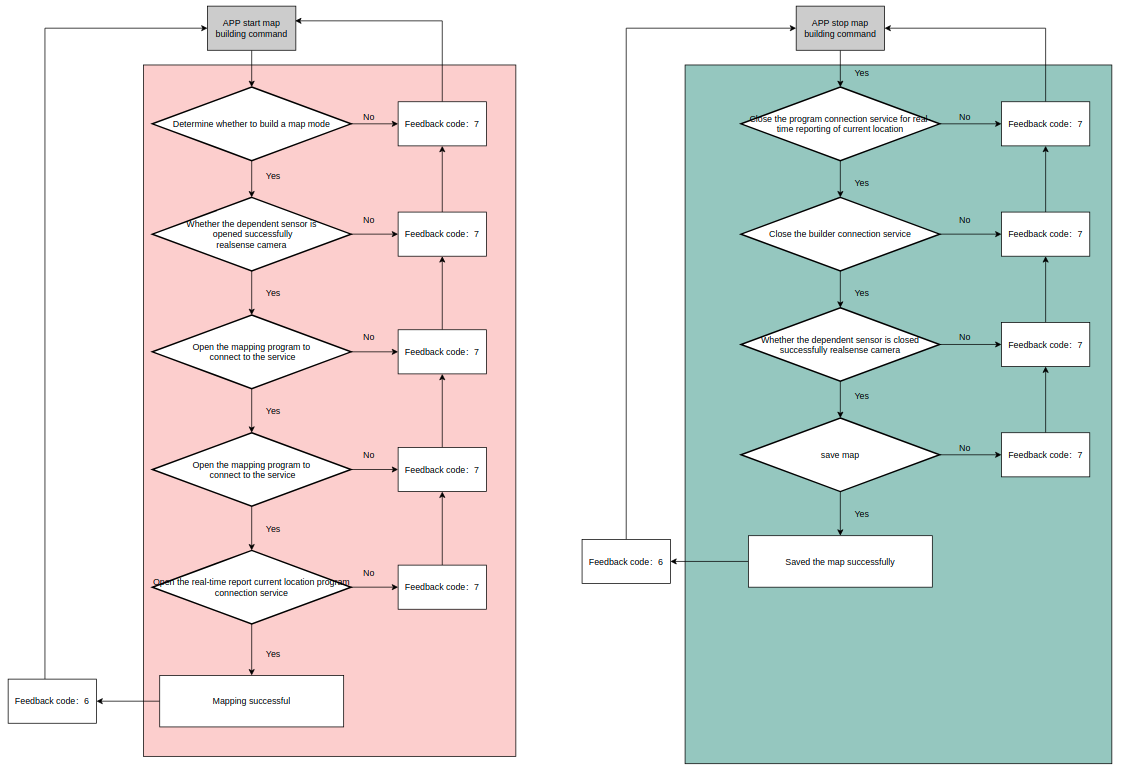 APP start map
building command
Determine whether to build a map mode
No
Feedback code: 7
Yes
Whether the dependent sensor is
opened successfully
realsense camera
No
Feedback code: 7
Yes
Open the mapping program to
connect to the service
No
Feedback code: 7
Yes
Open the mapping program to
connect to the service
No
Feedback code: 7
Yes
Open the real-time report current location program
connection service
No
Feedback code: 7
Yes
Mapping successful
Feedback code: 6
APP stop map
building command
Yes
Close the program connection service for real
time reporting of current location
No
Feedback code: 7
Yes
Close the builder connection service
No
Feedback code: 7
Yes
Whether the dependent sensor is closed
successfully realsense camera
No
Feedback code: 7
Yes
save map
No
Feedback code: 7
Yes
Saved the map successfully
Feedback code: 6